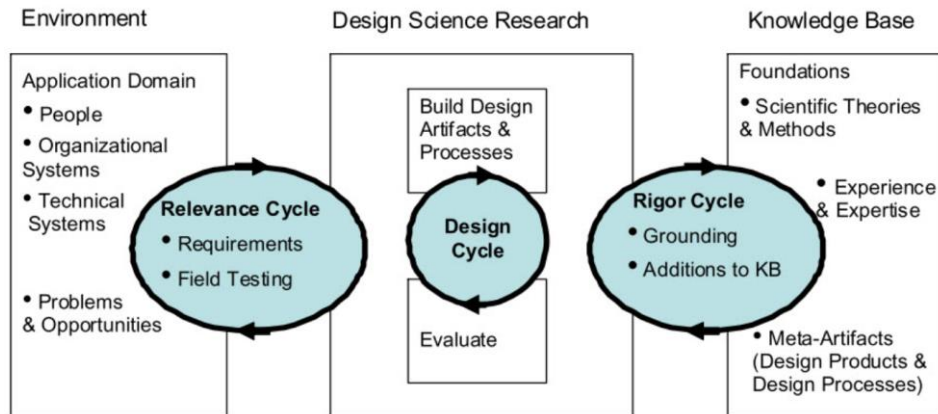 Environment
Design Science Research
Knowledge Base
Application Domain
• People
• Organizational
Systems
• Technical
Systems
• Problems
& Opportunities
Relevance Cycle
• Requirements
• Field Testing
Build Design
Artifacts &
Processes
Design
Cycle
Evaluate
Rigor Cycle
• Grounding
• Additions to KB
Foundations
• Scientific Theories
& Methods
• Experience
& Expertise
• Meta-Artifacts
(Design Products &
Design Processes)